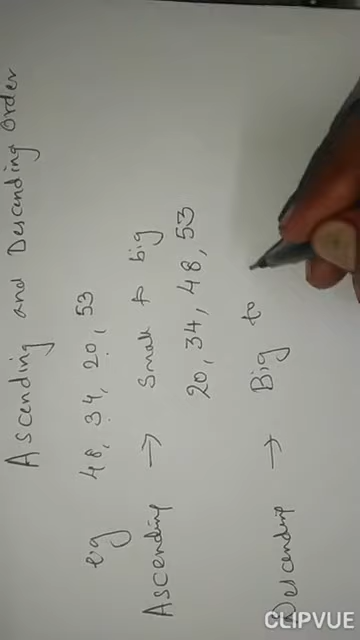 Ascending and Descending Order
eg 48, 34, 20, 53
Ascending → Small to big
20, 34, 48, 53
Descending → Big to
CLIPVUE